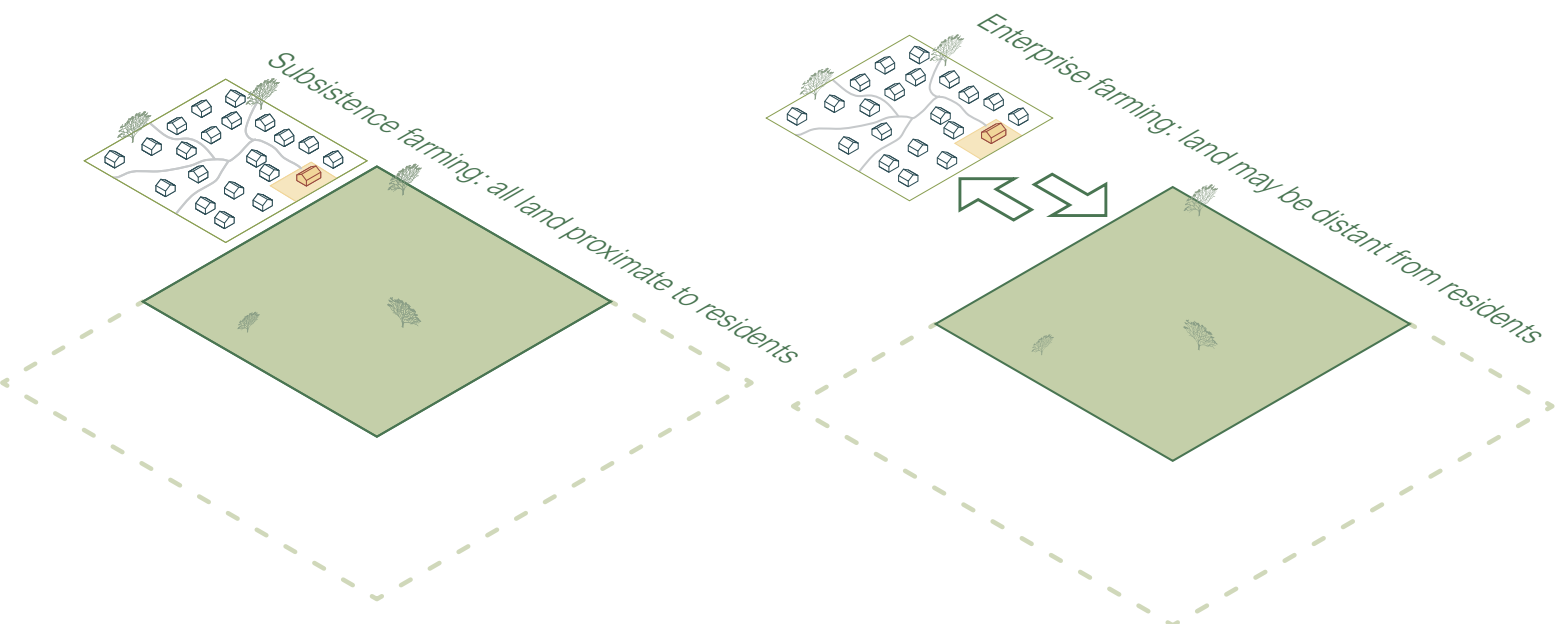 Subsistence farming: all land proximate to residents
Enterprise farming: land may be distant from residents